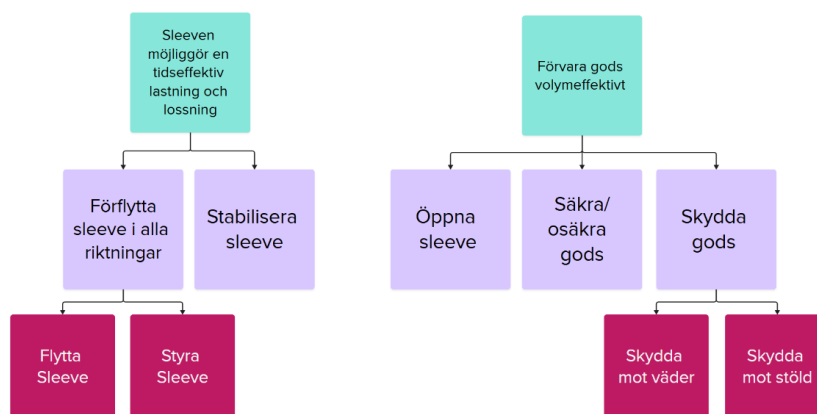 Sleeven
möjliggör en
tidseffektiv
lastning och
lossning
Förvara gods
volymeffektivt
Förflytta
sleeve i alla
riktningar
Stabilisera
sleeve
Öppna
sleeve
Säkra/
osäkra
gods
Skydda
gods
Flytta
Sleeve
Styra
Sleeve
Skydda
mot väder
Skydda
mot stöld